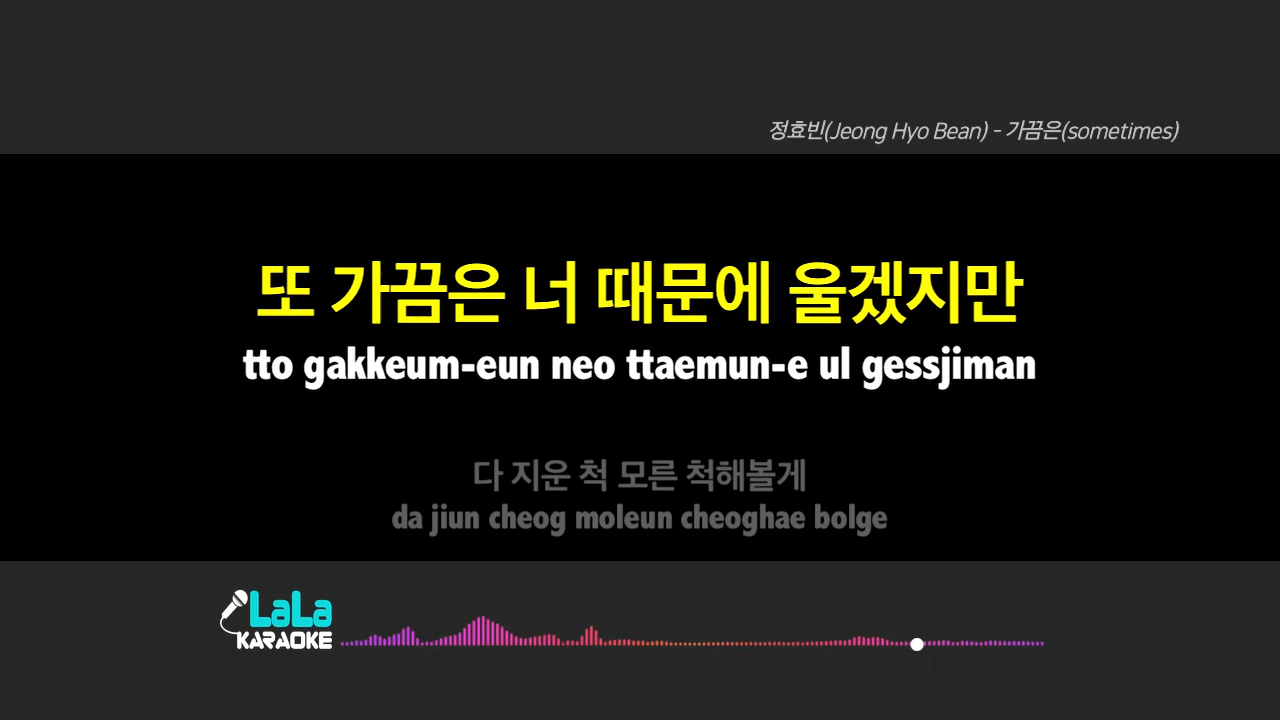 정효빈(Jeong Hyo Bean) - 가끔은(sometimes)
또 가끔은 너 때문에 울겠지만
tto gakkeum-eun neo ttaemun-e ul gessjiman
다 지운 척 모른 척해볼게
da jiun cheog moleun cheoghae bolge
LaLa
KARAOKE